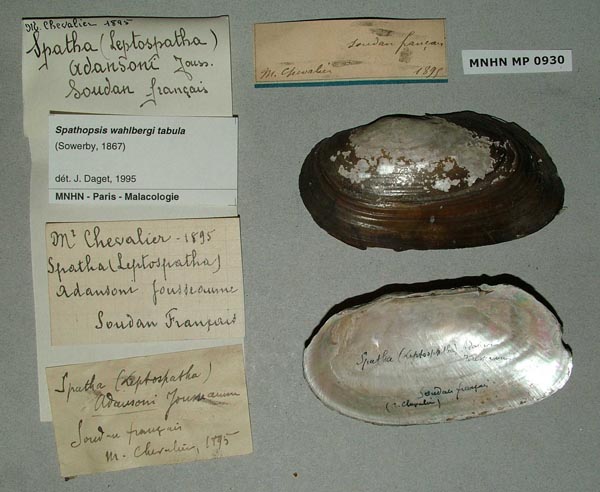 M. Chevalier 1895
Spatha (Leptospatha)
Adansoni Jouss.
Soudan français
Spathopsis wahlbergi tabula
(Sowerby, 1867)
dét. J. Daget, 1995
MNHN - Paris - Malacologie
Mr Chevalier - 1895
Spatha (Leptospatha)
Adansoni Jousseaume
Soudan Français
Spatha (Leptospatha)
Adansoni Jousseaume
Soudan français
M. Chevalier, 1895
Soudan français
M. Chevalier 1895
MNHN MP 0930
Spatha (Leptospatha)
Soudan français
Chevalier)